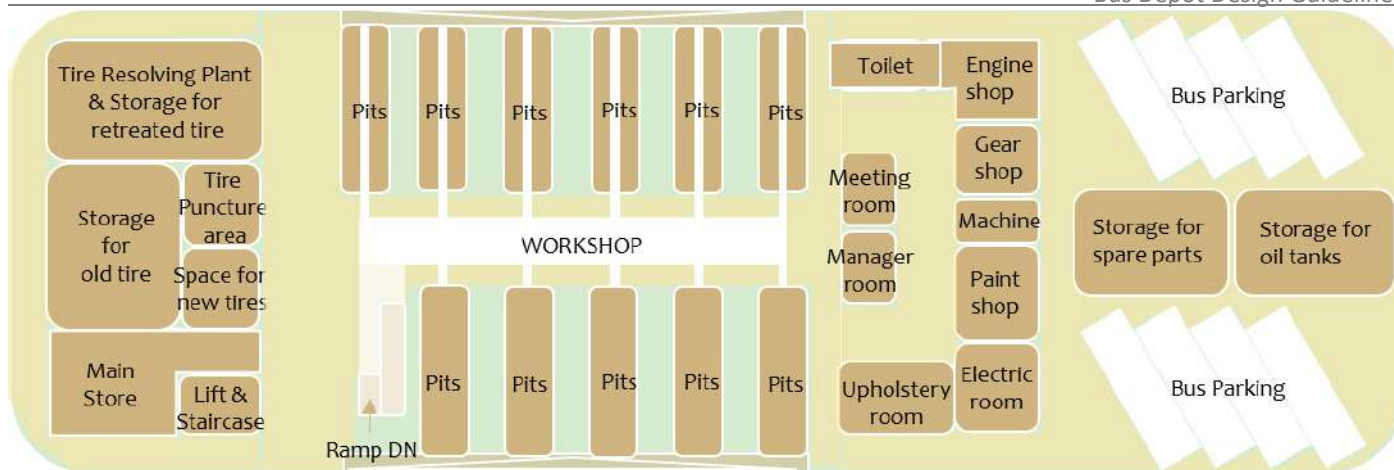 Bus Depot Design Guideline
Tire Resolving Plant
& Storage for
retreated tire
Storage
for
old tire
Tire
Puncture
area
Space for
new tires
Main
Store
Lift &
Staircase
Pits
Pits
Pits
Pits
Pits
Pits
WORKSHOP
Pits
Pits
Pits
Pits
Pits
Ramp DN
Toilet
Engine
shop
Gear
shop
Meeting
room
Machine
Manager
room
Paint
shop
Upholstery
room
Electric
room
Bus Parking
Storage for
spare parts
Storage for
oil tanks
Bus Parking